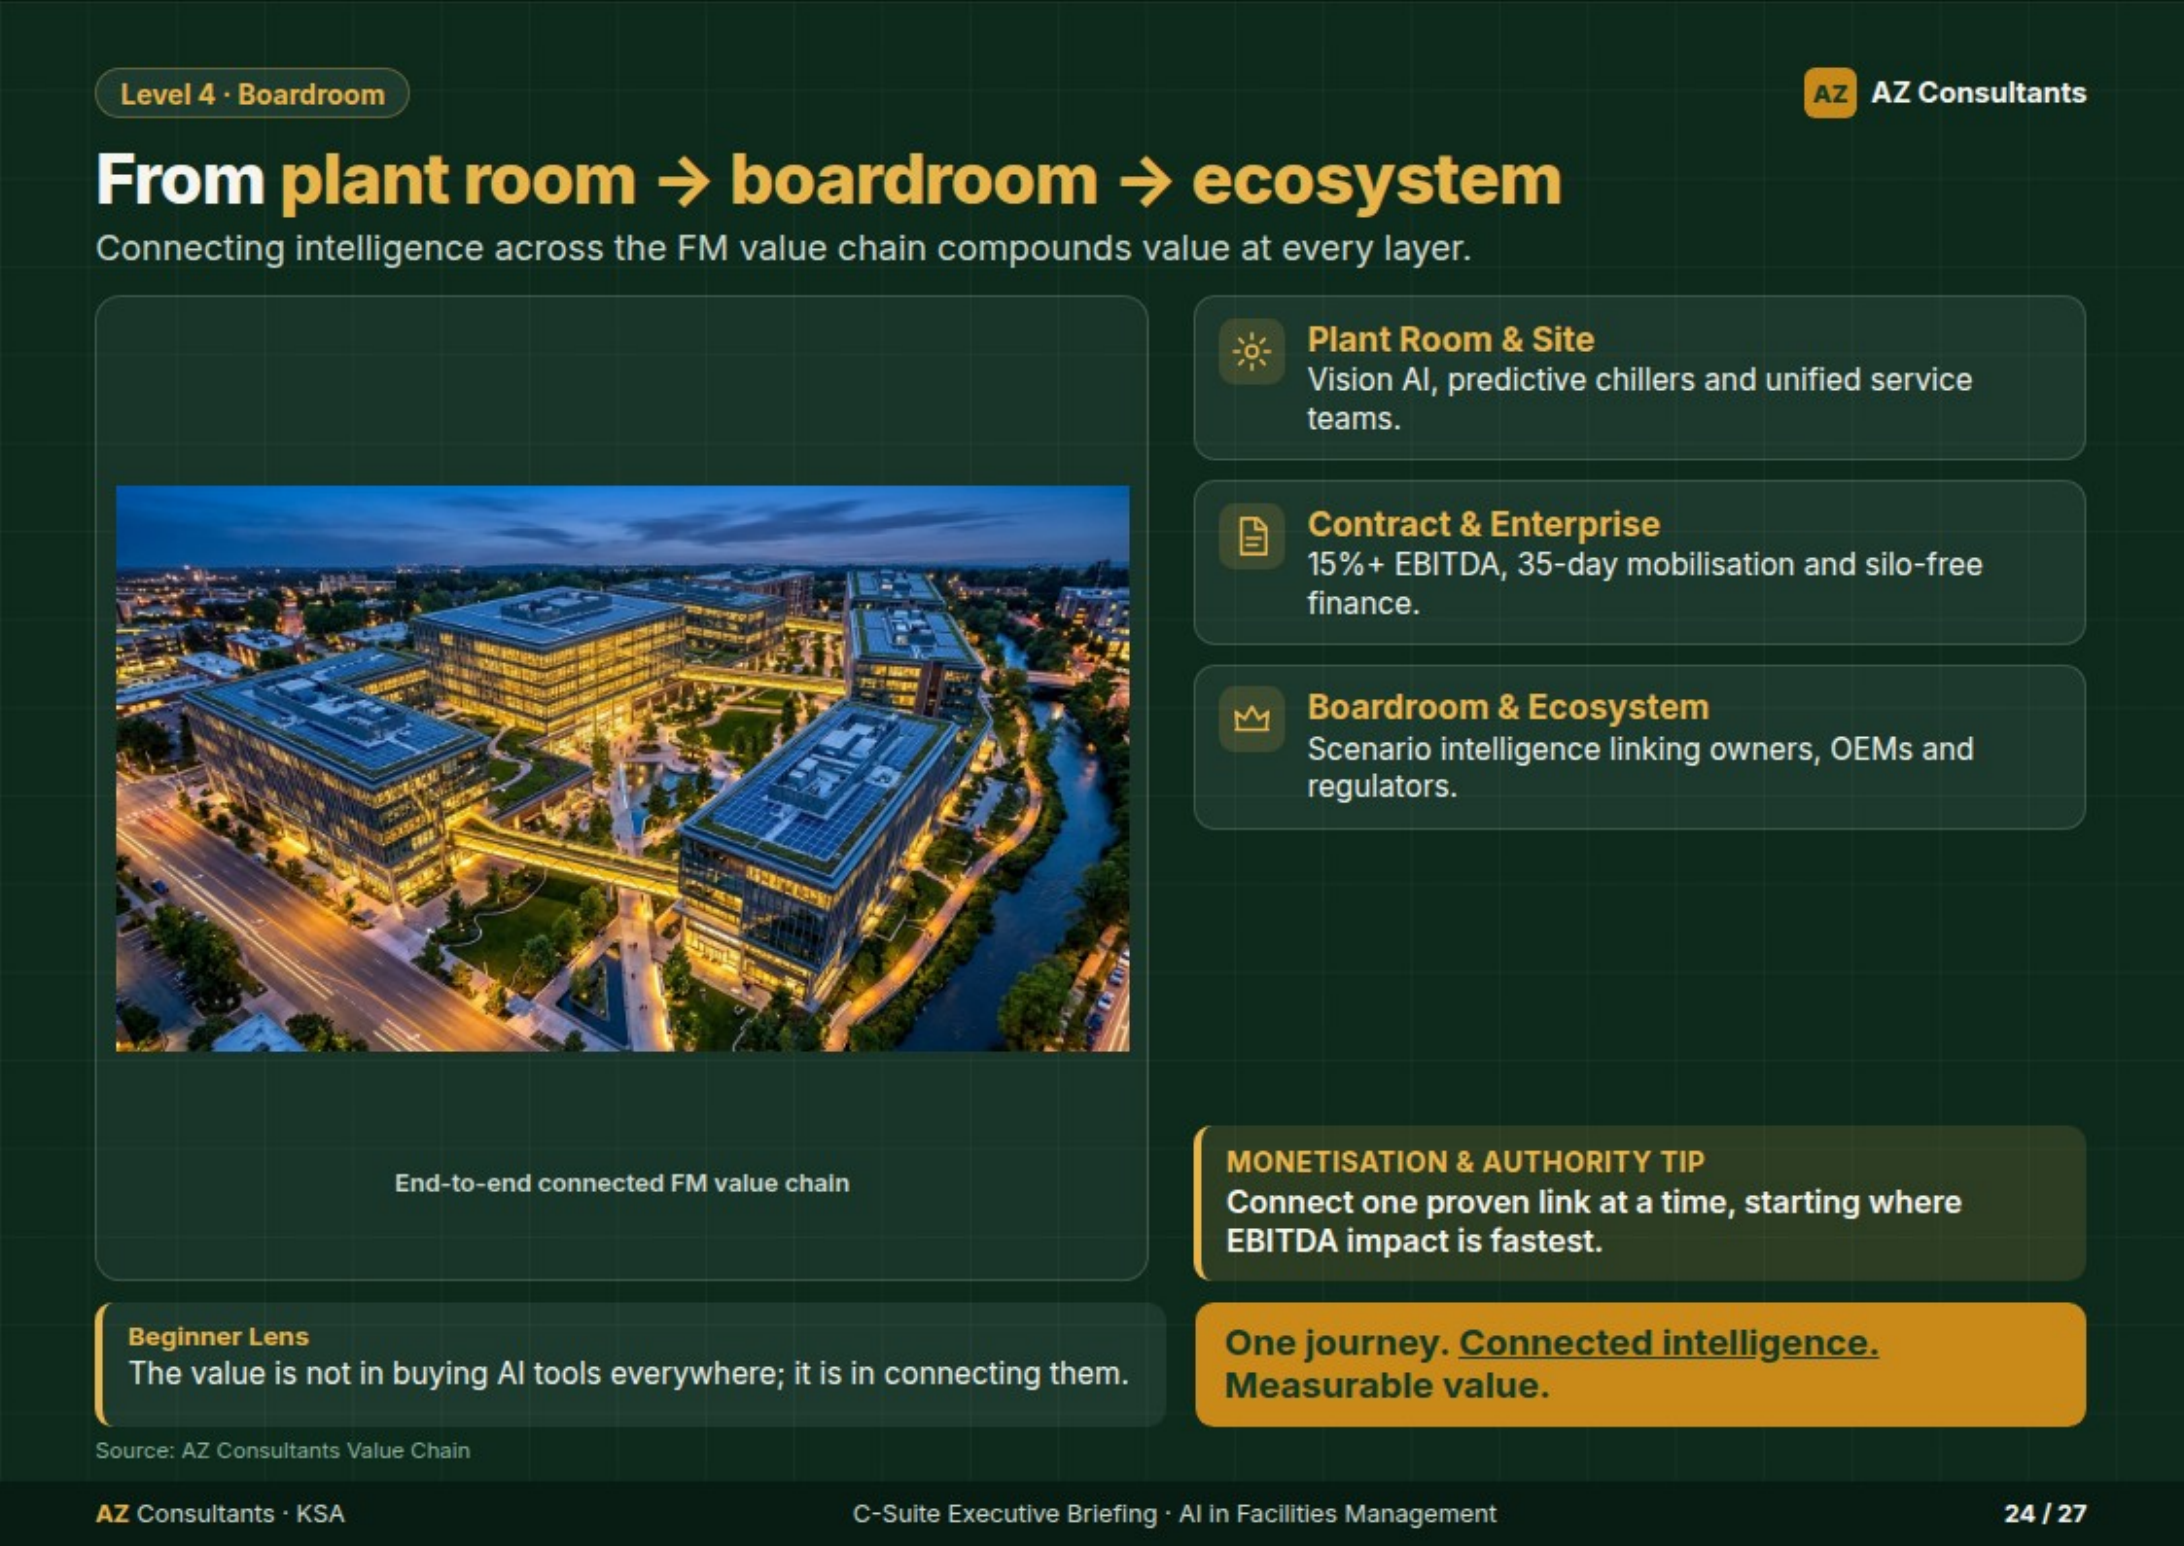 Level 4 · Boardroom
AZ AZ Consultants
From plant room → boardroom → ecosystem
Connecting intelligence across the FM value chain compounds value at every layer.
Plant Room & Site
Vision AI, predictive chillers and unified service
teams.
Contract & Enterprise
15%+ EBITDA, 35-day mobilisation and silo-free
finance.
Boardroom & Ecosystem
Scenario intelligence linking owners, OEMs and
regulators.
End-to-end connected FM value chain
MONETISATION & AUTHORITY TIP
Connect one proven link at a time, starting where
EBITDA impact is fastest.
Beginner Lens
The value is not in buying AI tools everywhere; it is in connecting them.
One journey. Connected intelligence.
Measurable value.
Source: AZ Consultants Value Chain
AZ Consultants · KSA
C-Suite Executive Briefing · AI in Facilities Management
24 / 27